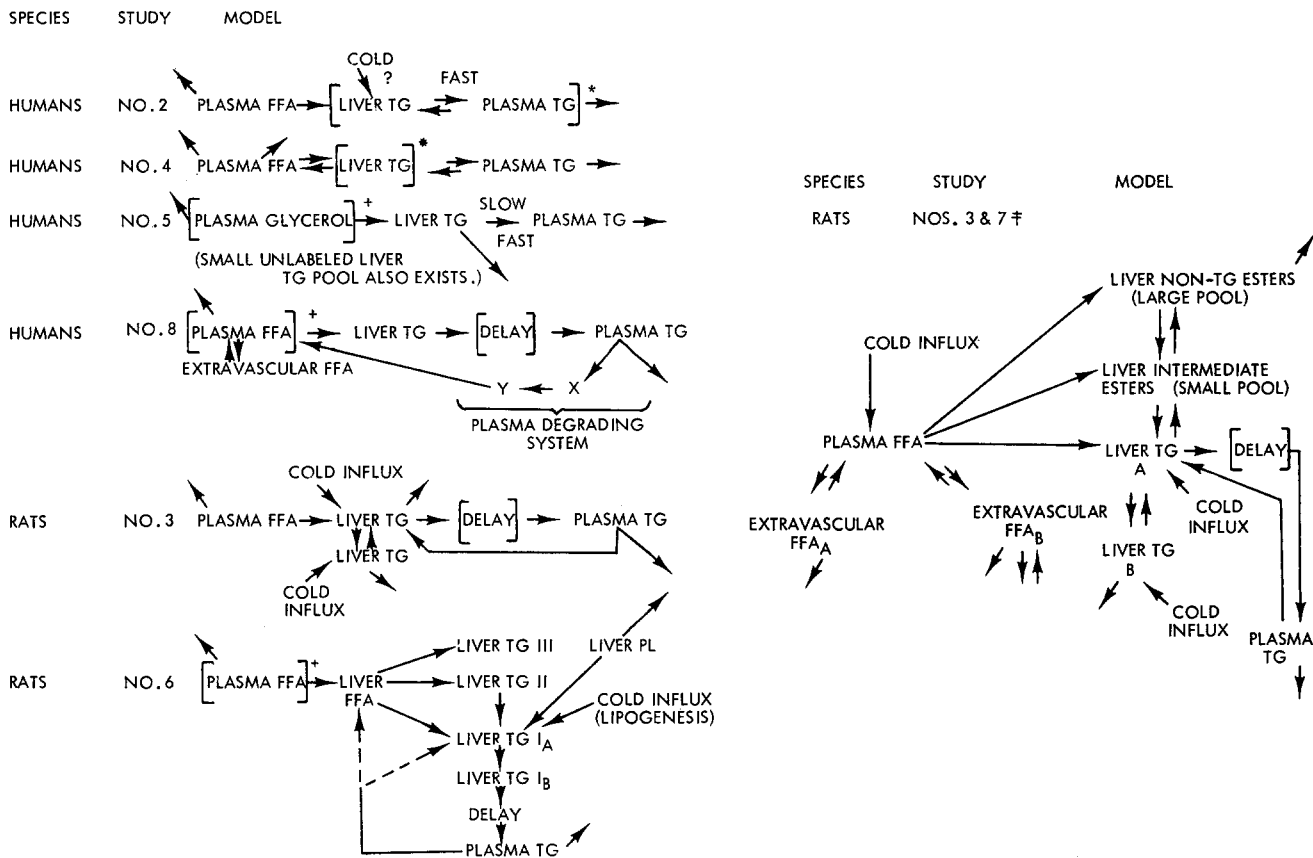 SPECIES STUDY MODEL
COLD
?
FAST
HUMANS NO.2 PLASMA FFA [LIVER TG PLASMA TG]*
HUMANS NO.4 PLASMA FFA [LIVER TG]* PLASMA TG
HUMANS NO.5 [PLASMA GLYCEROL]+ LIVER TG SLOW PLASMA TG
FAST
(SMALL UNLABELED LIVER
TG POOL ALSO EXISTS.)
HUMANS NO.8 [PLASMA FFA]+ LIVER TG [DELAY] PLASMA TG
EXTRAVASCULAR FFA
Y X
PLASMA DEGRADING
SYSTEM
COLD INFLUX
RATS NO.3 PLASMA FFA LIVER TG [DELAY] PLASMA TG
LIVER TG
COLD
INFLUX
LIVER TG III LIVER PL
RATS NO.6 [PLASMA FFA]+ LIVER LIVER TG II
FFA
COLD INFLUX
(LIPOGENESIS)
LIVER TG IA
LIVER TG IB
DELAY
PLASMA TG
SPECIES STUDY MODEL
RATS NOS. 3 & 7 ‡
LIVER NON-TG ESTERS
(LARGE POOL)
COLD INFLUX
LIVER INTERMEDIATE
ESTERS (SMALL POOL)
PLASMA FFA LIVER TG [DELAY]
A
COLD
INFLUX
EXTRAVASCULAR
FFAA
EXTRAVASCULAR
FFAB
LIVER TG
B
COLD
INFLUX
PLASMA
TG